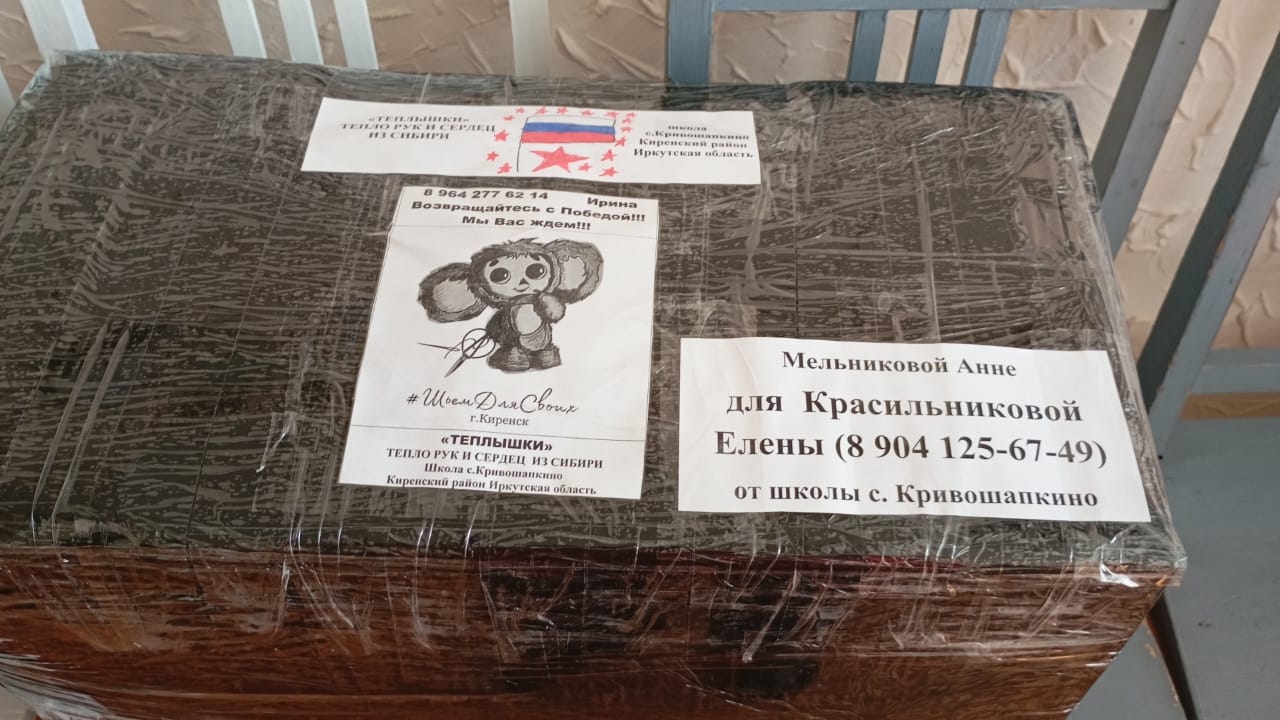 «ТЕПЛЫШКИ»
ТЕПЛО РУК И СЕРДЕЦ
ИЗ СИБИРИ
школа
с.Кривошапкино
Киренский район
Иркутская область
8 964 277 62 14 Ирина
Возвращайтесь с Победой!!!
Мы Вас ждем!!!
#ШьемДляСвоих
г.Киренск
«ТЕПЛЫШКИ»
ТЕПЛО РУК И СЕРДЕЦ ИЗ СИБИРИ
Школа с.Кривошапкино
Киренский район Иркутская область
Мельниковой Анне
для Красильниковой
Елены (8 904 125-67-49)
от школы с. Кривошапкино